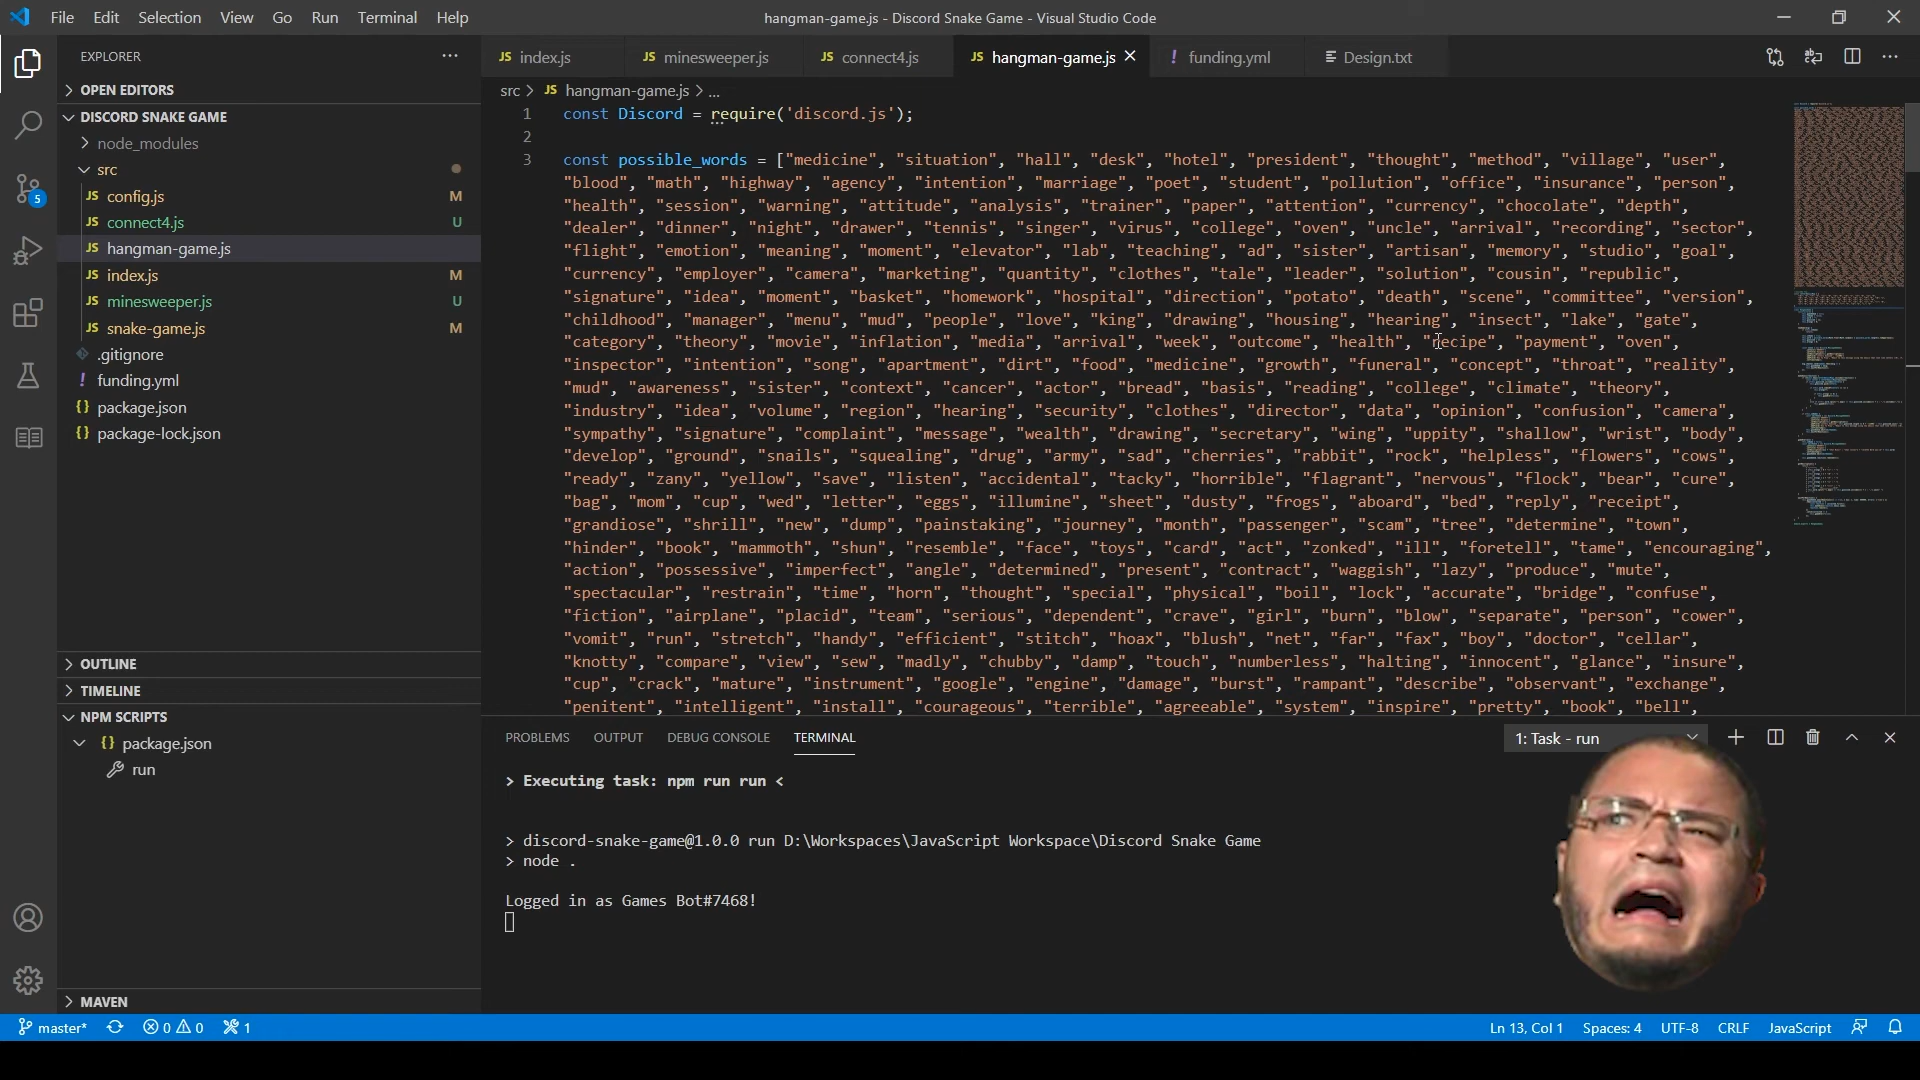 File Edit Selection View Go Run Terminal Help
hangman-game.js - Discord Snake Game - Visual Studio Code
EXPLORER
OPEN EDITORS
DISCORD SNAKE GAME
node_modules
src
JS config.js M
JS connect4.js U
JS hangman-game.js
JS index.js M
JS minesweeper.js U
JS snake-game.js M
.gitignore
! funding.yml
{} package.json
{} package-lock.json
OUTLINE
TIMELINE
NPM SCRIPTS
{} package.json
run
MAVEN
5
JS index.js JS minesweeper.js JS connect4.js JS hangman-game.js ! funding.yml Design.txt
src > JS hangman-game.js > ...
1 const Discord = require('discord.js');
2
3 const possible_words = ["medicine", "situation", "hall", "desk", "hotel", "president", "thought", "method", "village", "user",
"blood", "math", "highway", "agency", "intention", "marriage", "poet", "student", "pollution", "office", "insurance", "person",
"health", "session", "warning", "attitude", "analysis", "trainer", "paper", "attention", "currency", "chocolate", "depth",
"dealer", "dinner", "night", "drawer", "tennis", "singer", "virus", "college", "oven", "uncle", "arrival", "recording", "sector",
"flight", "emotion", "meaning", "moment", "elevator", "lab", "teaching", "ad", "sister", "artisan", "memory", "studio", "goal",
"currency", "employer", "camera", "marketing", "quantity", "clothes", "tale", "leader", "solution", "cousin", "republic",
"signature", "idea", "moment", "basket", "homework", "hospital", "direction", "potato", "death", "scene", "committee", "version",
"childhood", "manager", "menu", "mud", "people", "love", "king", "drawing", "housing", "hearing", "insect", "lake", "gate",
"category", "theory", "movie", "inflation", "media", "arrival", "week", "outcome", "health", "recipe", "payment", "oven",
"inspector", "intention", "song", "apartment", "dirt", "food", "medicine", "growth", "funeral", "concept", "throat", "reality",
"mud", "awareness", "sister", "context", "cancer", "actor", "bread", "basis", "reading", "college", "climate", "theory",
"industry", "idea", "volume", "region", "hearing", "security", "clothes", "director", "data", "opinion", "confusion", "camera",
"sympathy", "signature", "complaint", "message", "wealth", "drawing", "secretary", "wing", "uppity", "shallow", "wrist", "body",
"develop", "ground", "snails", "squealing", "drug", "army", "sad", "cherries", "rabbit", "rock", "helpless", "flowers", "cows",
"ready", "zany", "yellow", "save", "listen", "accidental", "tacky", "horrible", "flagrant", "nervous", "flock", "bear", "cure",
"bag", "mom", "cup", "wed", "letter", "eggs", "illumine", "sheet", "dusty", "frogs", "aboard", "bed", "reply", "receipt",
"grandiose", "shrill", "new", "dump", "painstaking", "journey", "month", "passenger", "scam", "tree", "determine", "town",
"hinder", "book", "mammoth", "shun", "resemble", "face", "toys", "card", "act", "zonked", "ill", "foretell", "tame", "encouraging",
"action", "possessive", "imperfect", "angle", "determined", "present", "contract", "waggish", "lazy", "produce", "mute",
"spectacular", "restrain", "time", "horn", "thought", "special", "physical", "boil", "lock", "accurate", "bridge", "confuse",
"fiction", "airplane", "placid", "team", "serious", "dependent", "crave", "girl", "burn", "blow", "separate", "person", "cower",
"vomit", "run", "stretch", "handy", "efficient", "stitch", "hoax", "blush", "net", "far", "fax", "boy", "doctor", "cellar",
"knotty", "compare", "view", "sew", "madly", "chubby", "damp", "touch", "numberless", "halting", "innocent", "glance", "insure",
"cup", "crack", "mature", "instrument", "google", "engine", "damage", "burst", "rampant", "describe", "observant", "exchange",
"penitent", "intelligent", "install", "courageous", "terrible", "agreeable", "system", "inspire", "pretty", "book", "bell",
PROBLEMS OUTPUT DEBUG CONSOLE TERMINAL
1: Task - run
> Executing task: npm run run <
> discord-snake-game@1.0.0 run D:\Workspaces\JavaScript Workspace\Discord Snake Game
> node .
Logged in as Games Bot#7468!
master* 0 0 1
Ln 13, Col 1 Spaces: 4 UTF-8 CRLF JavaScript